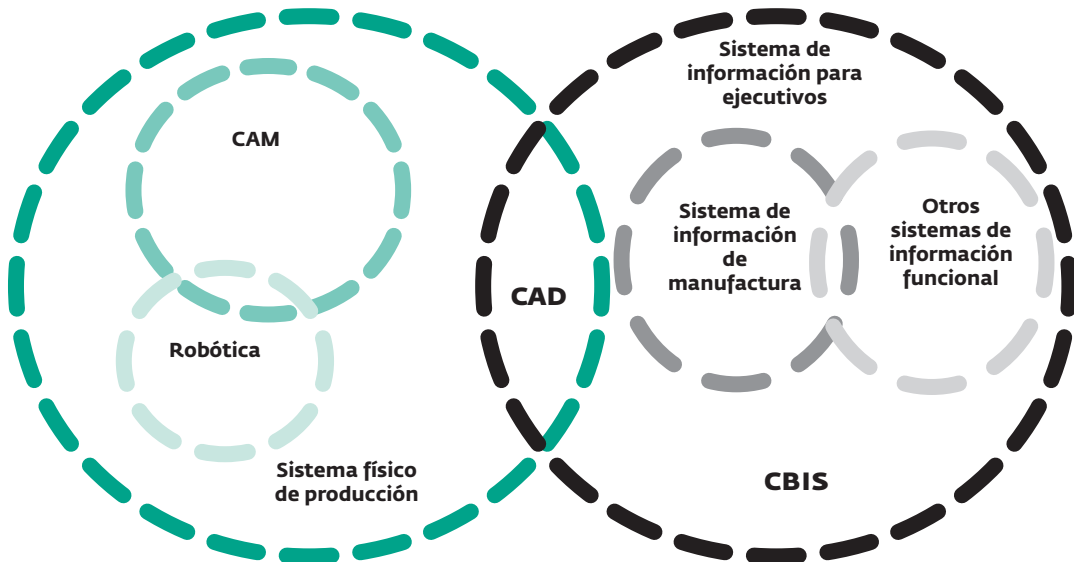 CAM
Robótica
Sistema físico
de producción
CAD
Sistema de
información para
ejecutivos
Sistema de
información
de
manufactura
Otros
sistemas de
información
funcional
CBIS